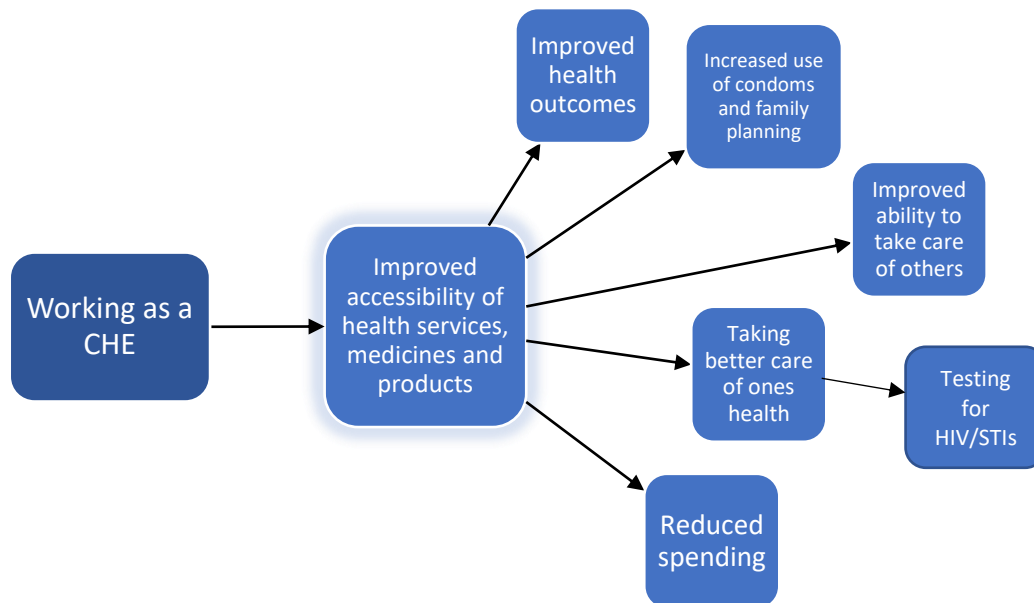 Improved
health
outcomes
Increased use
of condoms
and family
planning
Improved
ability to
take care
of others
Working as a
CHE
Improved
accessibility of
health services,
medicines and
products
Taking
better care
of ones
health
Testing
for
HIV/STIs
Reduced
spending